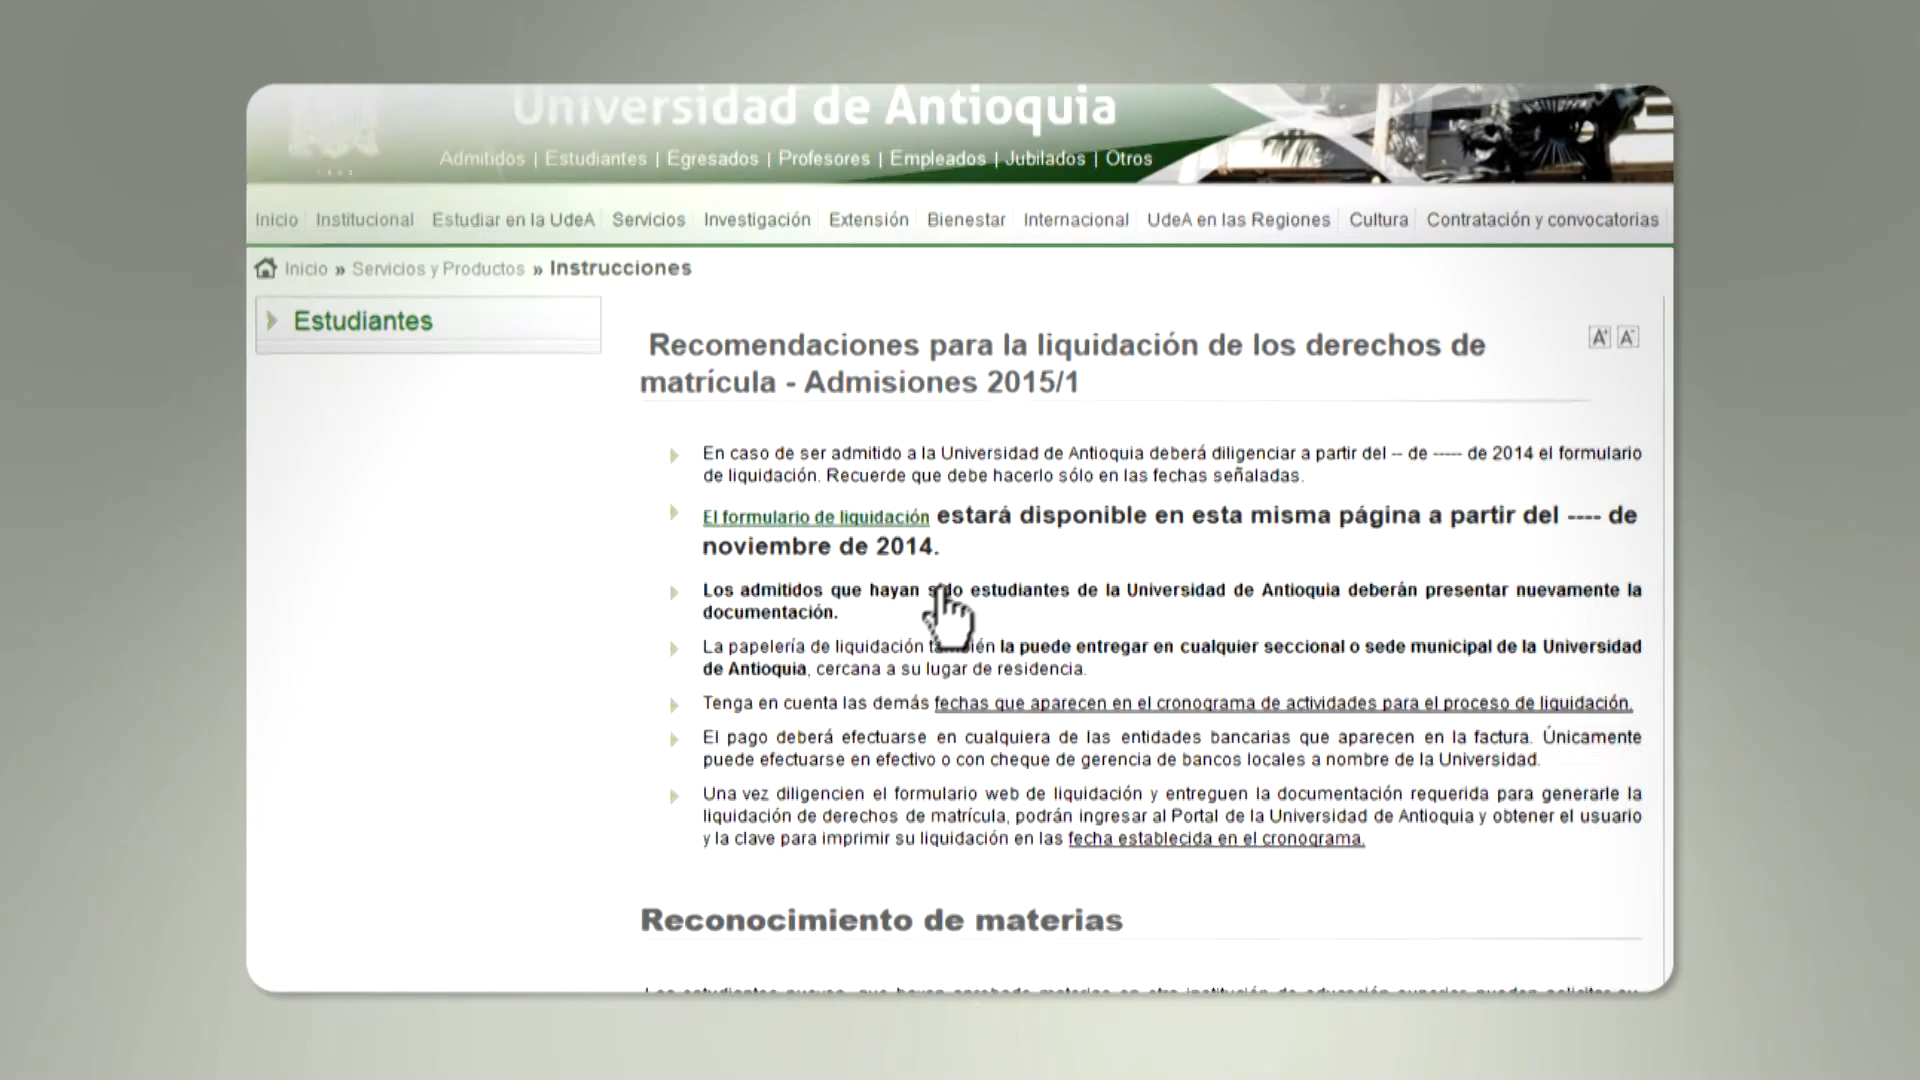 Universidad de Antioquia
Admitidos | Estudiantes | Egresados | Profesores | Empleados | Jubilados | Otros
Inicio Institucional Estudiar en la UdeA Servicios Investigación Extensión Bienestar Internacional UdeA en las Regiones Cultura Contratación y convocatorias
Inicio » Servicios y Productos » Instrucciones
Estudiantes
Recomendaciones para la liquidación de los derechos de
matrícula - Admisiones 2015/1
A+ A-
En caso de ser admitido a la Universidad de Antioquia deberá diligenciar a partir del -- de ----- de 2014 el formulario
de liquidación. Recuerde que debe hacerlo sólo en las fechas señaladas.
El formulario de liquidación estará disponible en esta misma página a partir del ---- de
noviembre de 2014.
Los admitidos que hayan sido estudiantes de la Universidad de Antioquia deberán presentar nuevamente la
documentación.
La papelería de liquidación también la puede entregar en cualquier seccional o sede municipal de la Universidad
de Antioquia, cercana a su lugar de residencia.
Tenga en cuenta las demás fechas que aparecen en el cronograma de actividades para el proceso de liquidación.
El pago deberá efectuarse en cualquiera de las entidades bancarias que aparecen en la factura. Únicamente
puede efectuarse en efectivo o con cheque de gerencia de bancos locales a nombre de la Universidad.
Una vez diligencien el formulario web de liquidación y entreguen la documentación requerida para generarle la
liquidación de derechos de matrícula, podrán ingresar al Portal de la Universidad de Antioquia y obtener el usuario
y la clave para imprimir su liquidación en las fecha establecida en el cronograma.
Reconocimiento de materias